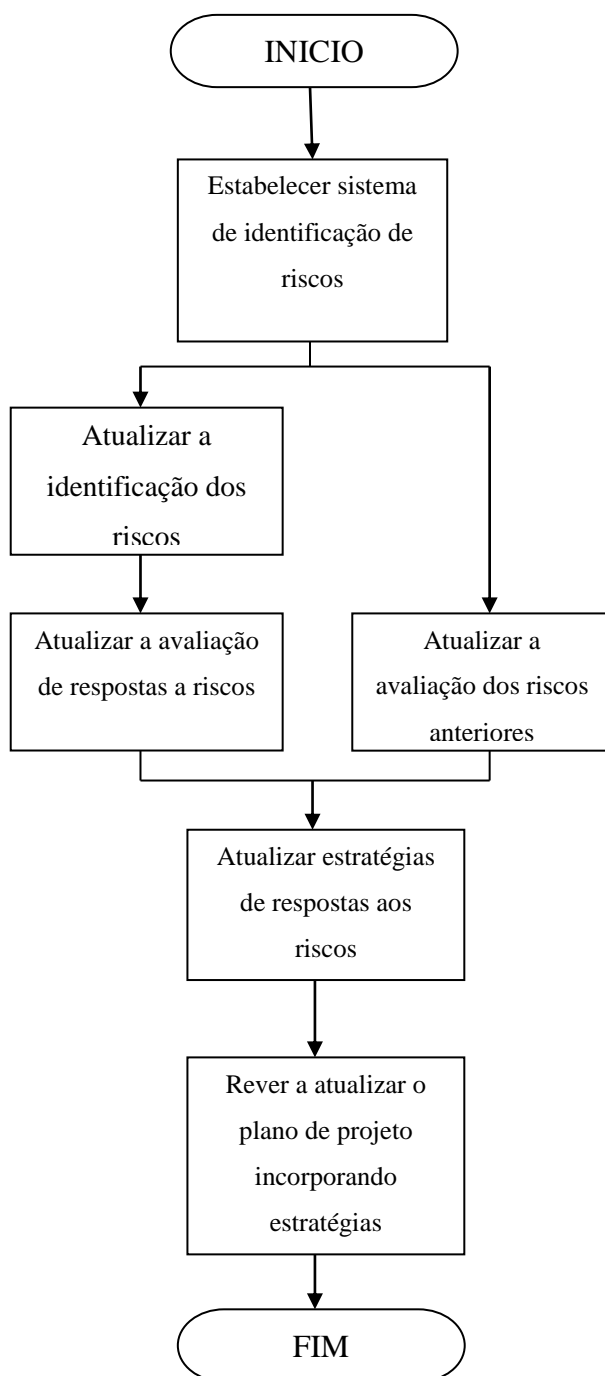 INICIO
Estabelecer sistema
de identificação de
riscos
Atualizar a
identificação dos
riscos
Atualizar a avaliação
de respostas a riscos
Atualizar a
avaliação dos riscos
anteriores
Atualizar estratégias
de respostas aos
riscos
Rever a atualizar o
plano de projeto
incorporando
estratégias
FIM